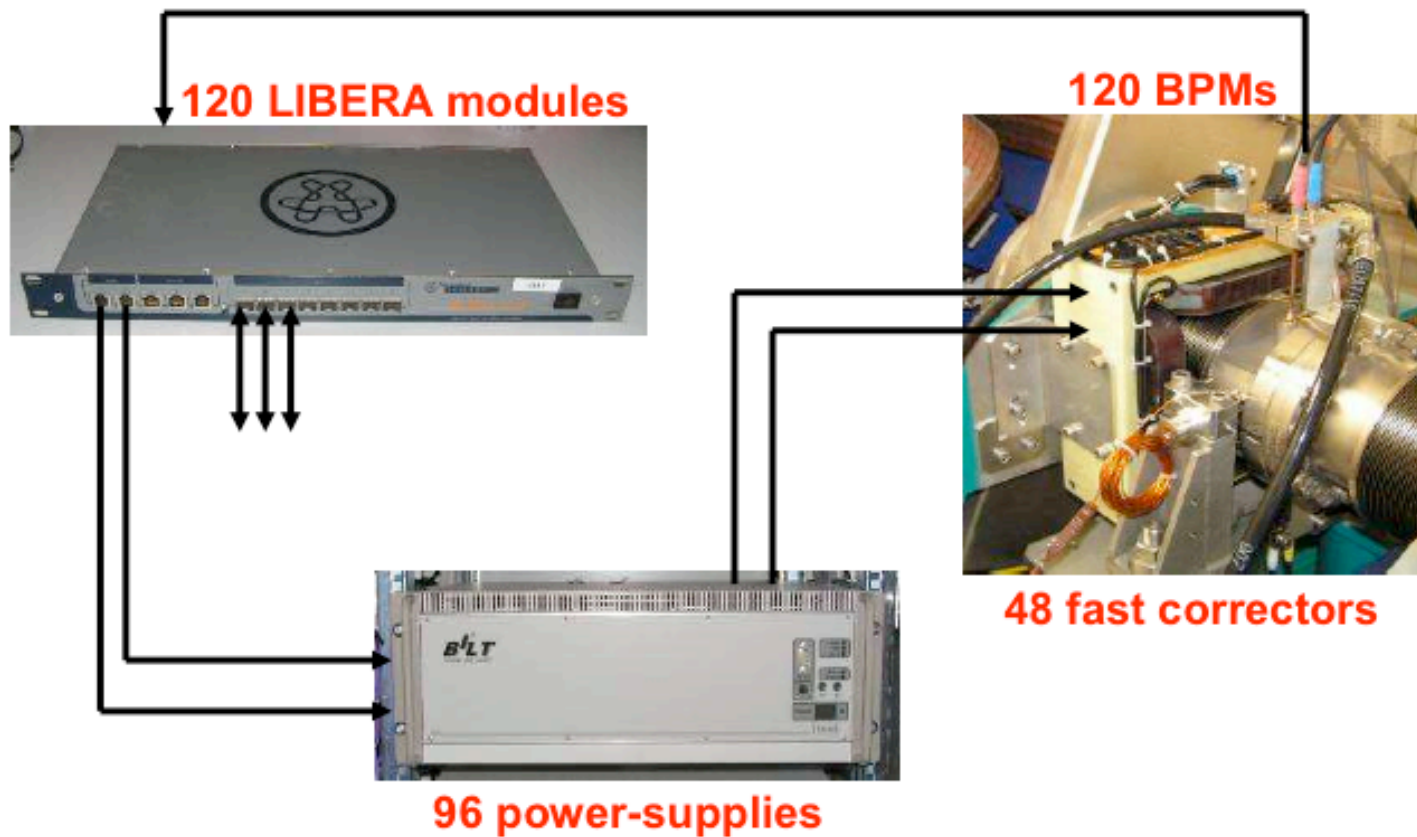 120 LIBERA modules
120 BPMs
48 fast correctors
BILT
96 power-supplies